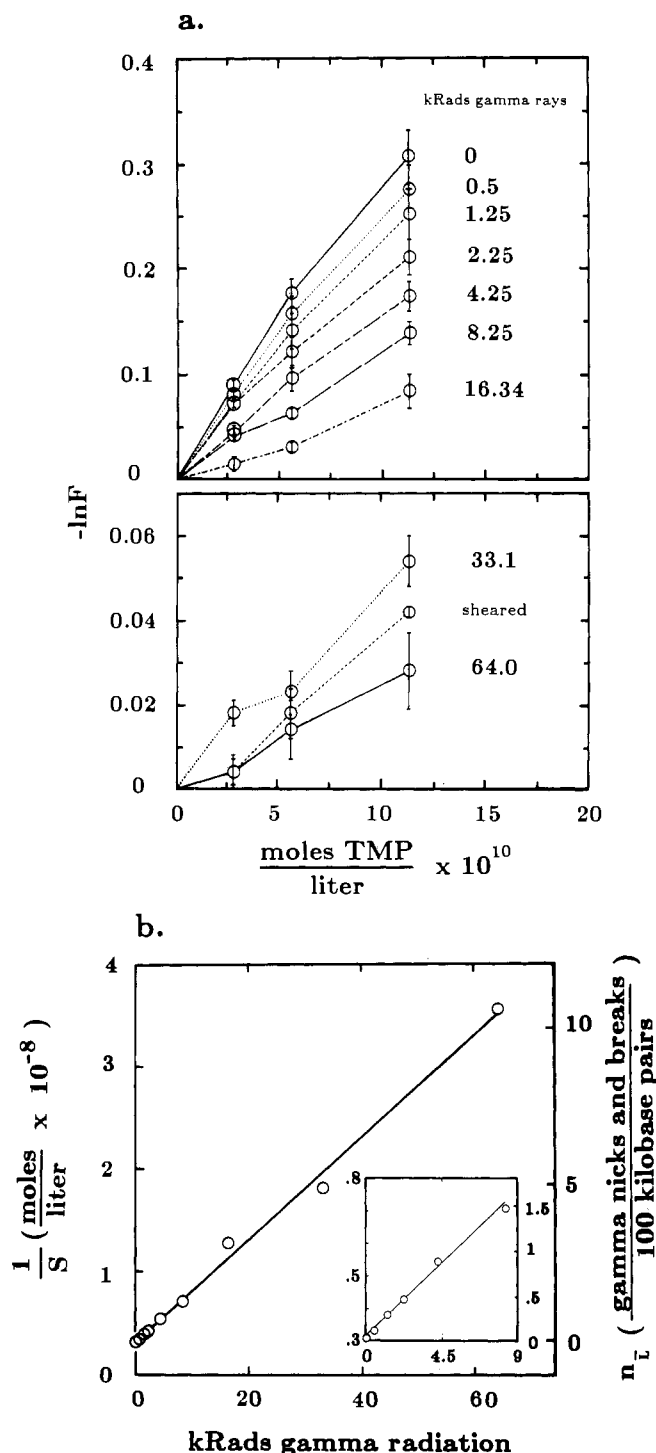 a.
0.4
kRads gamma rays
0
0.3
0.5
1.25
2.25
0.2
4.25
8.25
0.1
16.34
0
-lnF
0.06
33.1
0.04
sheared
64.0
0.02
0
0 5 10 15 20
moles TMP
liter
x 10^10
b.
4
3
2
1
0
1
S
( moles
liter
x 10^-8 )
10
5
0
n_L̄ ( gamma nicks and breaks
100 kilobase pairs )
.8
.5
.3
1.5
1
.5
0
0 4.5 9
0 20 40 60
kRads gamma radiation